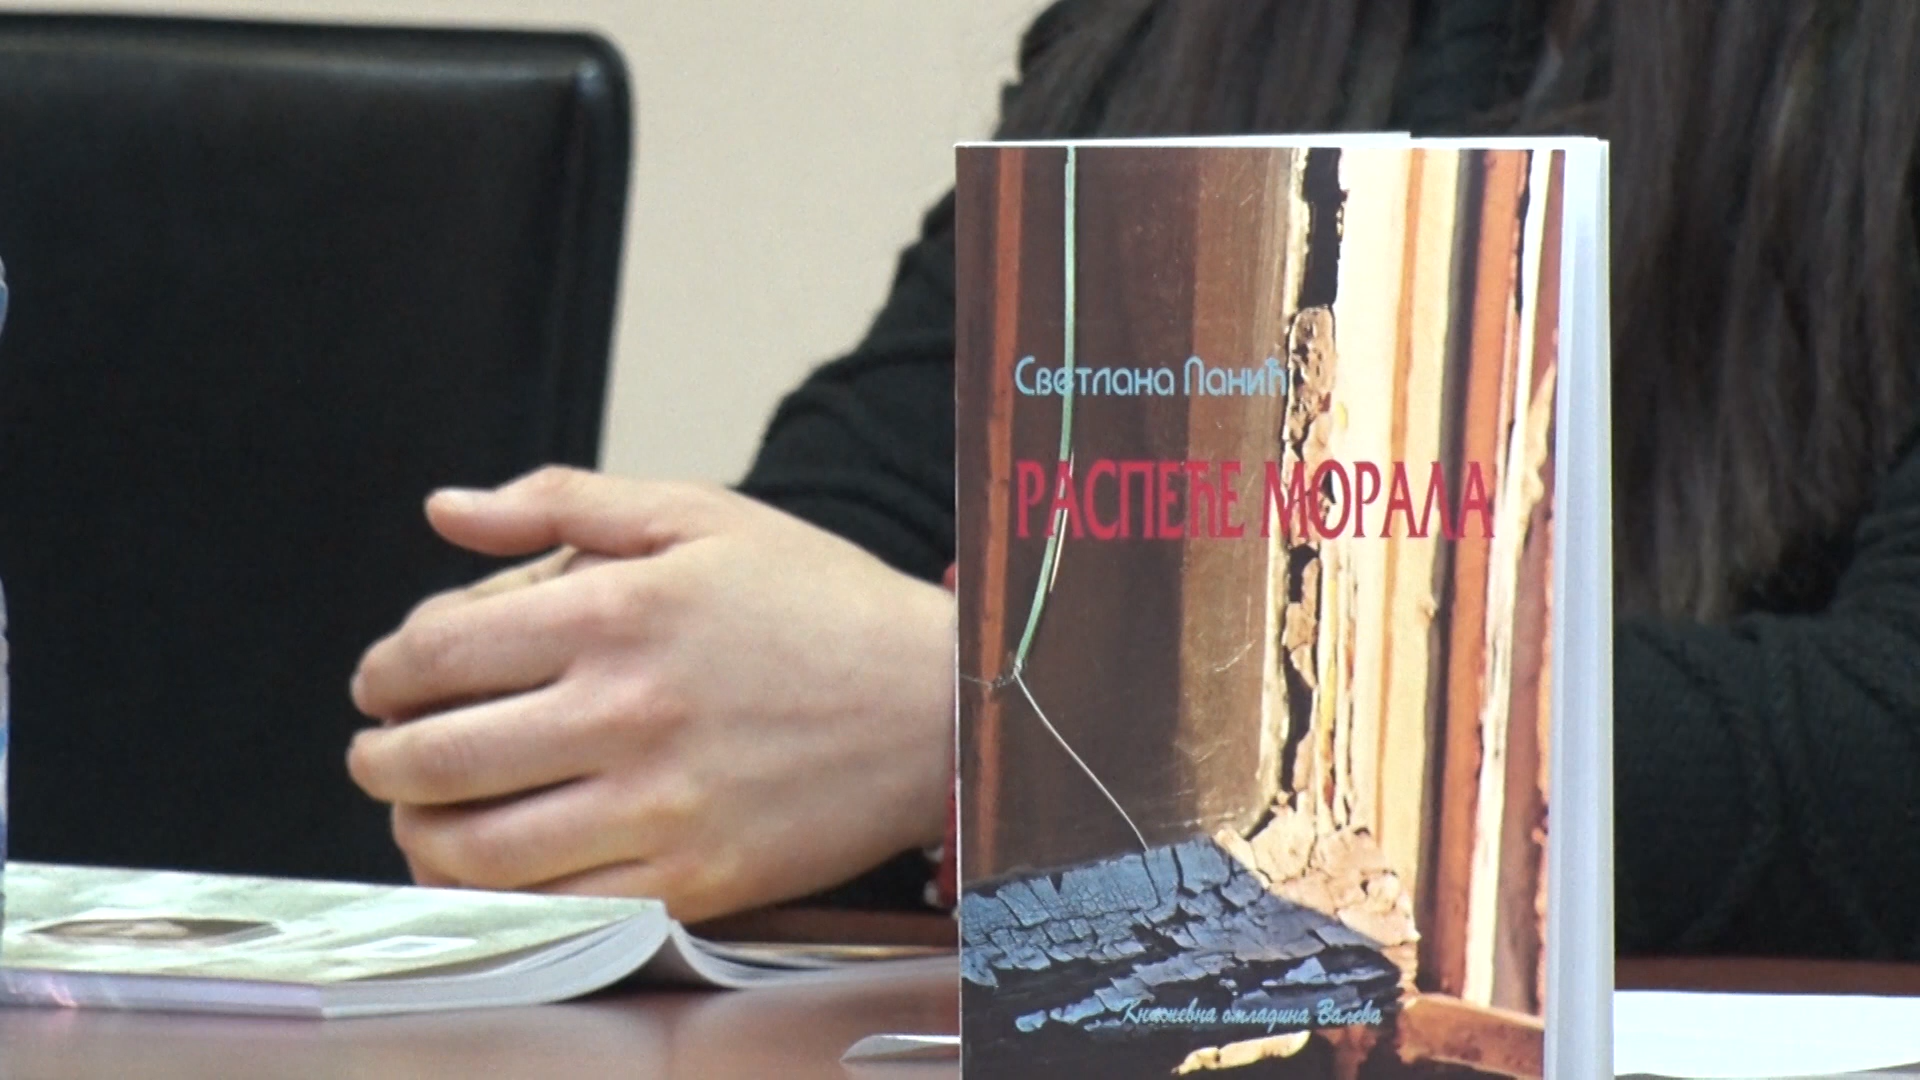 Светлана Панић
РАСПЕЋЕ МОРАЛА
Књижевна омладина Ваљева